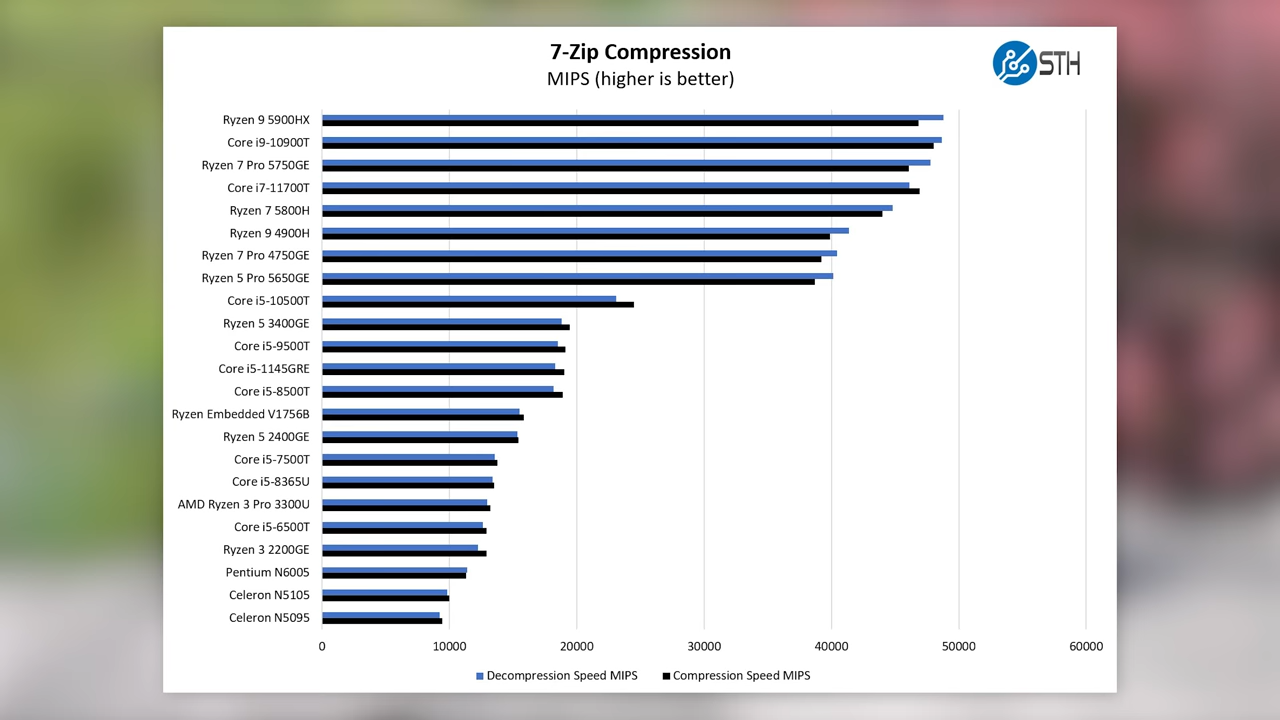 7-Zip Compression
MIPS (higher is better)
STH
Ryzen 9 5900HX
Core i9-10900T
Ryzen 7 Pro 5750GE
Core i7-11700T
Ryzen 7 5800H
Ryzen 9 4900H
Ryzen 7 Pro 4750GE
Ryzen 5 Pro 5650GE
Core i5-10500T
Ryzen 5 3400GE
Core i5-9500T
Core i5-1145GRE
Core i5-8500T
Ryzen Embedded V1756B
Ryzen 5 2400GE
Core i5-7500T
Core i5-8365U
AMD Ryzen 3 Pro 3300U
Core i5-6500T
Ryzen 3 2200GE
Pentium N6005
Celeron N5105
Celeron N5095
0 10000 20000 30000 40000 50000 60000
Decompression Speed MIPS Compression Speed MIPS